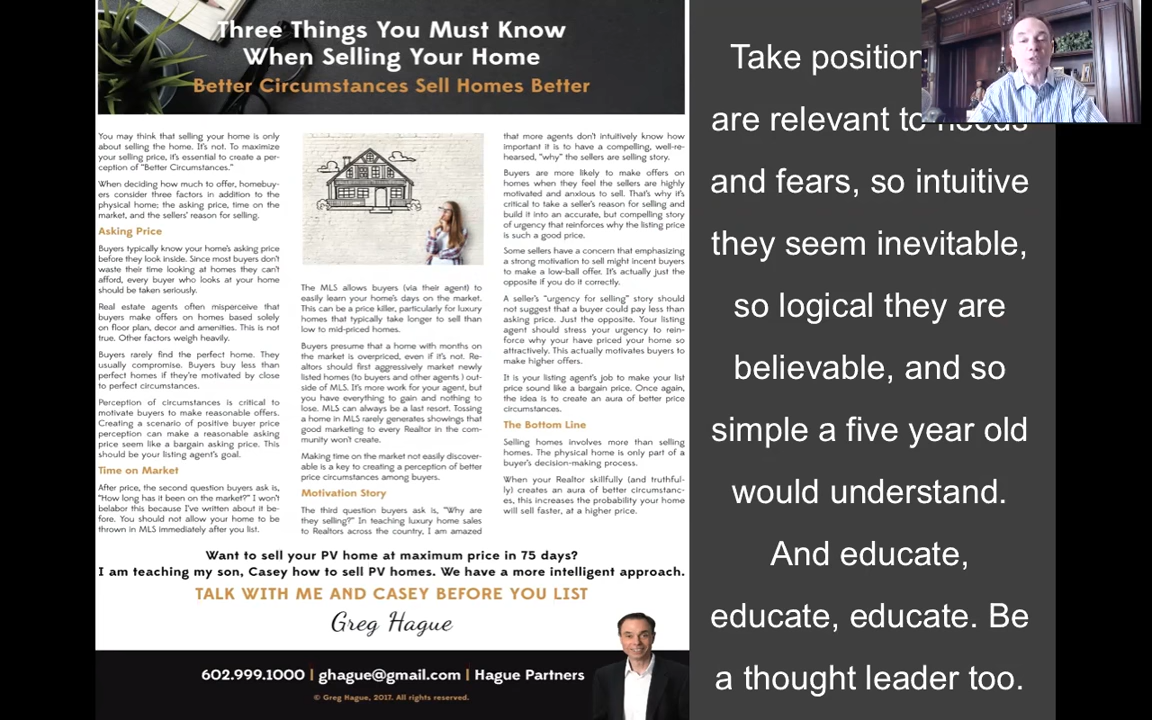 Three Things You Must Know
When Selling Your Home
Better Circumstances Sell Homes Better
You may think that selling your home is only
about selling the home. It's not. To maximize
your selling price, it's essential to create a per-
ception of "Better Circumstances."
When deciding how much to offer, homebuy-
ers consider three factors in addition to the
physical home; the asking price, time on the
market, and the sellers' reason for selling.
Asking Price
Buyers typically know your home's asking price
before they look inside. Since most buyers don't
waste their time looking at homes they can't
afford, every buyer who looks at your home
should be taken seriously.
Real estate agents often misperceive that
buyers make offers on homes based solely
on floor plan, decor and amenities. This is not
true. Other factors weigh heavily.
Buyers rarely find the perfect home. They
usually compromise. Buyers buy less than
perfect homes if they're motivated by close
to perfect circumstances.
Perception of circumstances is critical to
motivate buyers to make reasonable offers.
Creating a scenario of positive buyer price
perception can make a reasonable asking
price seem like a bargain asking price. This
should be your listing agent's goal.
Time on Market
After price, the second question buyers ask is,
"How long has it been on the market?" I won't
belabor this because I've written about it be-
fore. You should not allow your home to be
thrown in MLS immediately after you list.
The MLS allows buyers (via their agent) to
easily learn your home's days on the market.
This can be a price killer, particularly for luxury
homes that typically take longer to sell than
low to mid-priced homes.
Buyers presume that a home with months on
the market is overpriced, even if it's not. Re-
altors should first aggressively market newly
listed homes (to buyers and other agents ) out-
side of MLS. It's more work for your agent, but
you have everything to gain and nothing to
lose. MLS can always be a last resort. Tossing
a home in MLS rarely generates showings that
good marketing to every Realtor in the com-
munity won't create.
Making time on the market not easily discover-
able is a key to creating a perception of better
price circumstances among buyers.
Motivation Story
The third question buyers ask is, "Why are
they selling?" In teaching luxury home sales
to Realtors across the country, I am amazed
that more agents don't intuitively know how
important it is to have a compelling, well-re-
hearsed, "why" the sellers are selling story.
Buyers are more likely to make offers on
homes when they feel the sellers are highly
motivated and anxious to sell. That's why it's
critical to take a seller's reason for selling and
build it into an accurate, but compelling story
of urgency that reinforces why the listing price
is such a good price.
Some sellers have a concern that emphasizing
a strong motivation to sell might incent buyers
to make a low-ball offer. It's actually just the
opposite if you do it correctly.
A seller's "urgency for selling" story should
not suggest that a buyer could pay less than
asking price. Just the opposite. Your listing
agent should stress your urgency to rein-
force why your have priced your home so
attractively. This actually motivates buyers to
make higher offers.
It is your listing agent's job to make your list
price sound like a bargain price. Once again,
the idea is to create an aura of better price
circumstances.
The Bottom Line
Selling homes involves more than selling
homes. The physical home is only part of a
buyer's decision-making process.
When your Realtor skillfully (and truthful-
ly) creates an aura of better circumstanc-
es, this increases the probability your home
will sell faster, at a higher price.
Want to sell your PV home at maximum price in 75 days?
I am teaching my son, Casey how to sell PV homes. We have a more intelligent approach.
TALK WITH ME AND CASEY BEFORE YOU LIST
Greg Hague
602.999.1000 | ghague@gmail.com | Hague Partners
© Greg Hague, 2017. All rights reserved.
Take position
are relevant to needs
and fears, so intuitive
they seem inevitable,
so logical they are
believable, and so
simple a five year old
would understand.
And educate,
educate, educate. Be
a thought leader too.